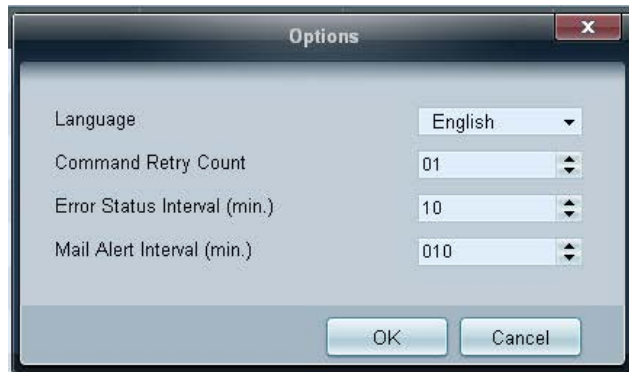 Options
x
Language English
Command Retry Count 01
Error Status Interval (min.) 10
Mail Alert Interval (min.) 010
OK Cancel